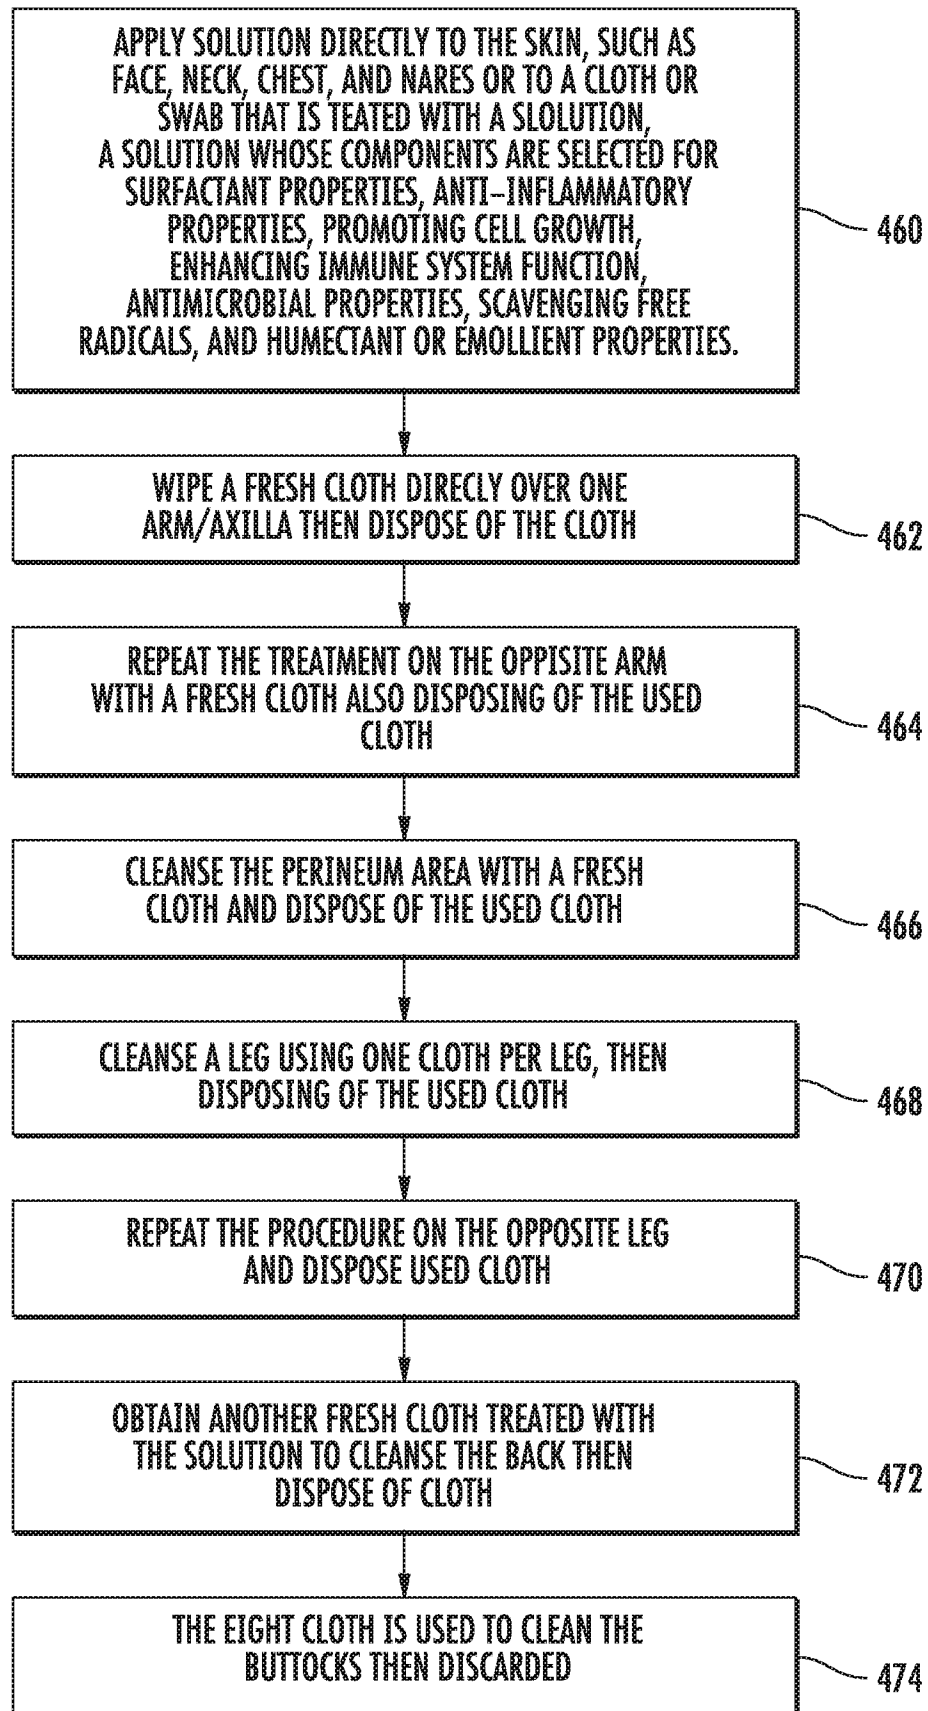 APPLY SOLUTION DIRECTLY TO THE SKIN, SUCH AS
FACE, NECK, CHEST, AND NARES OR TO A CLOTH OR
SWAB THAT IS TEATED WITH A SLOLUTION,
A SOLUTION WHOSE COMPONENTS ARE SELECTED FOR
SURFACTANT PROPERTIES, ANTI-INFLAMMATORY
PROPERTIES, PROMOTING CELL GROWTH,
ENHANCING IMMUNE SYSTEM FUNCTION,
ANTIMICROBIAL PROPERTIES, SCAVENGING FREE
RADICALS, AND HUMECTANT OR EMOLLIENT PROPERTIES.
460
WIPE A FRESH CLOTH DIRECLY OVER ONE
ARM/AXILLA THEN DISPOSE OF THE CLOTH
462
REPEAT THE TREATMENT ON THE OPPISITE ARM
WITH A FRESH CLOTH ALSO DISPOSING OF THE USED
CLOTH
464
CLEANSE THE PERINEUM AREA WITH A FRESH
CLOTH AND DISPOSE OF THE USED CLOTH
466
CLEANSE A LEG USING ONE CLOTH PER LEG, THEN
DISPOSING OF THE USED CLOTH
468
REPEAT THE PROCEDURE ON THE OPPOSITE LEG
AND DISPOSE USED CLOTH
470
OBTAIN ANOTHER FRESH CLOTH TREATED WITH
THE SOLUTION TO CLEANSE THE BACK THEN
DISPOSE OF CLOTH
472
THE EIGHT CLOTH IS USED TO CLEAN THE
BUTTOCKS THEN DISCARDED
474